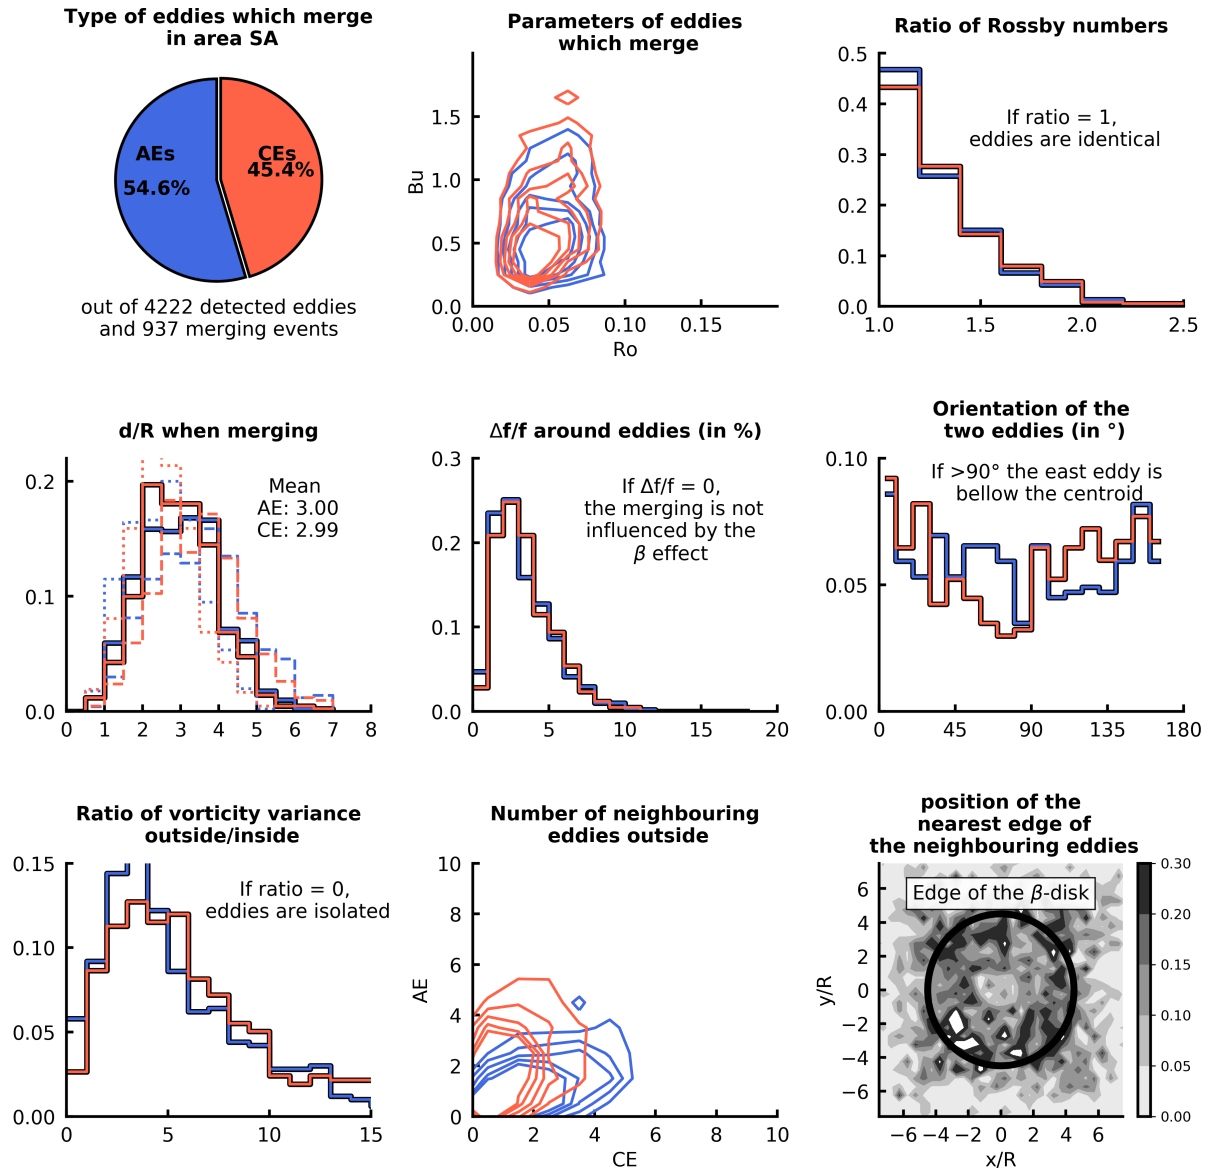 Type of eddies which merge
in area SA
AEs
54.6%
CEs
45.4%
out of 4222 detected eddies
and 937 merging events
Parameters of eddies
which merge
Bu
1.5
1.0
0.5
0.0
0.00 0.05 0.10 0.15
Ro
Ratio of Rossby numbers
If ratio = 1,
eddies are identical
0.5
0.4
0.3
0.2
0.1
0.0
1.0 1.5 2.0 2.5
d/R when merging
Mean
AE: 3.00
CE: 2.99
0.2
0.1
0.0
0 1 2 3 4 5 6 7 8
Δf/f around eddies (in %)
If Δf/f = 0,
the merging is not
influenced by the
β effect
0.3
0.2
0.1
0.0
0 5 10 15 20
Orientation of the
two eddies (in °)
If >90° the east eddy is
bellow the centroid
0.10
0.05
0.00
0 45 90 135 180
Ratio of vorticity variance
outside/inside
If ratio = 0,
eddies are isolated
0.15
0.10
0.05
0.00
0 5 10 15
Number of neighbouring
eddies outside
AE
10
8
6
4
2
0
0 2 4 6 8 10
CE
position of the
nearest edge of
the neighbouring eddies
Edge of the β-disk
y/R
6
4
2
0
−2
−4
−6
−6 −4 −2 0 2 4 6
x/R
0.30
0.20
0.15
0.10
0.05
0.00